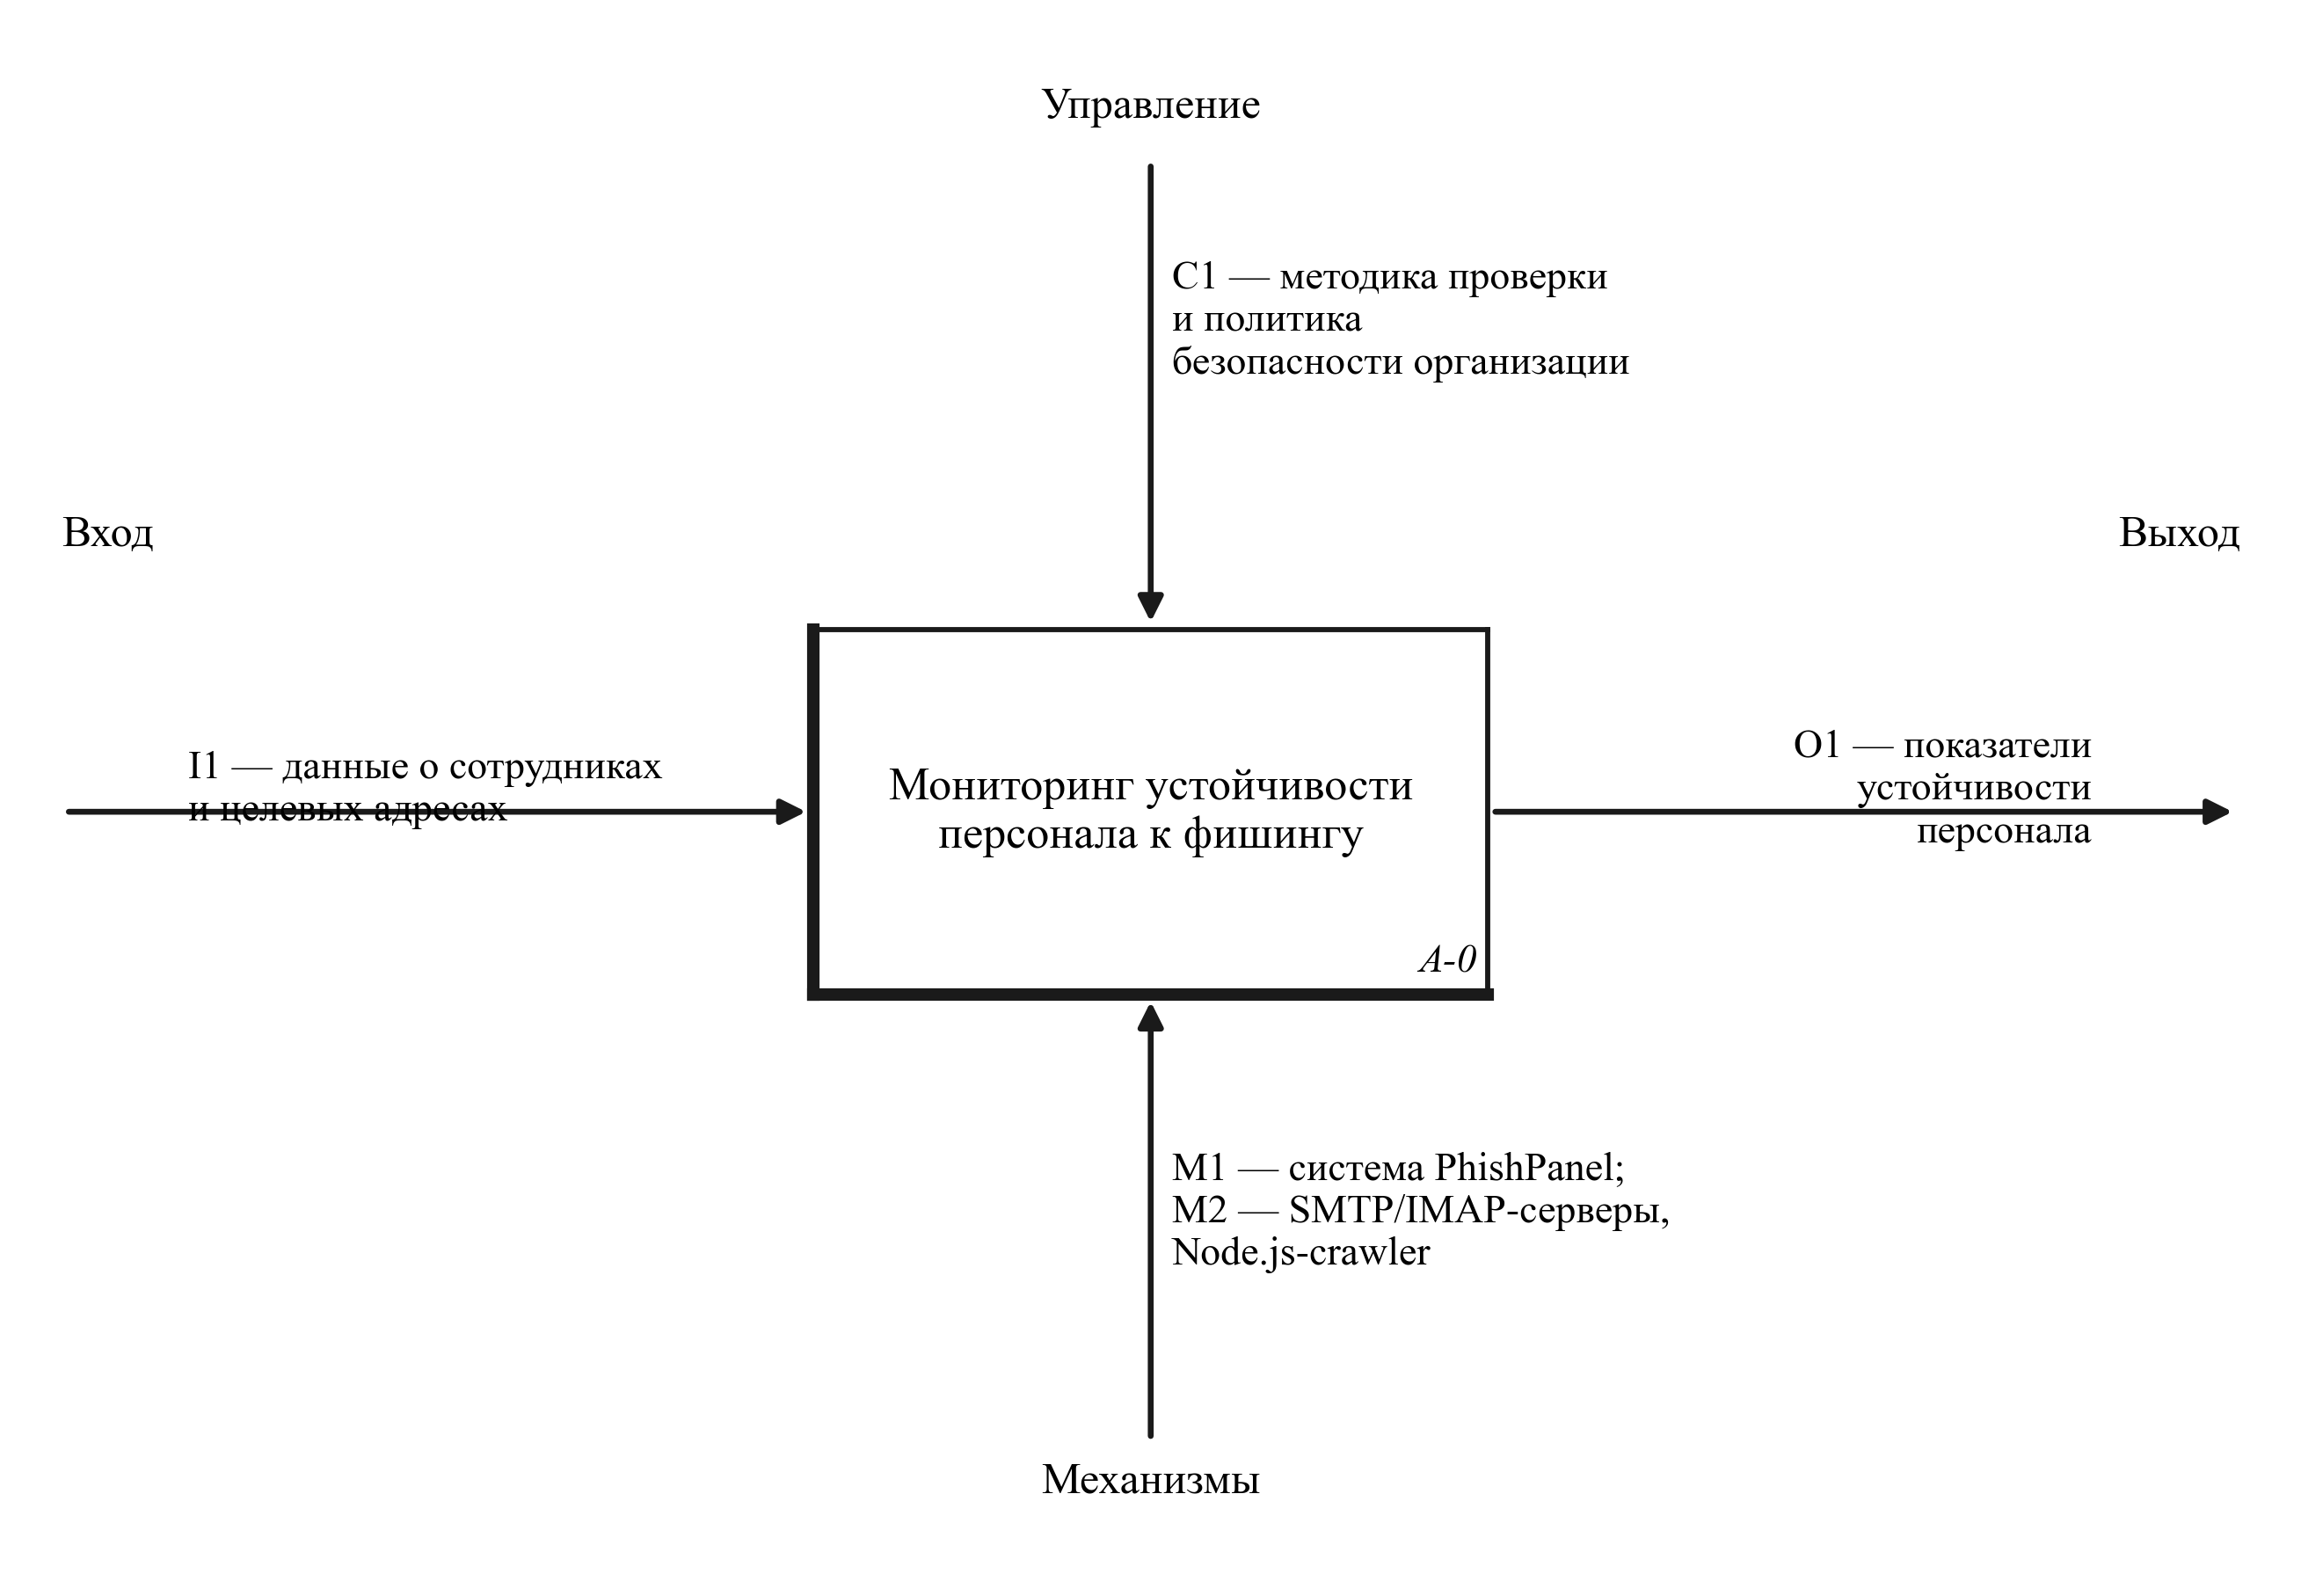 Управление
C1 — методика проверки
и политика
безопасности организации
Вход
Выход
I1 — данные о сотрудниках
и целевых адресах
Мониторинг устойчивости
персонала к фишингу
A-0
O1 — показатели
устойчивости
персонала
M1 — система PhishPanel;
M2 — SMTP/IMAP-серверы,
Node.js-crawler
Механизмы